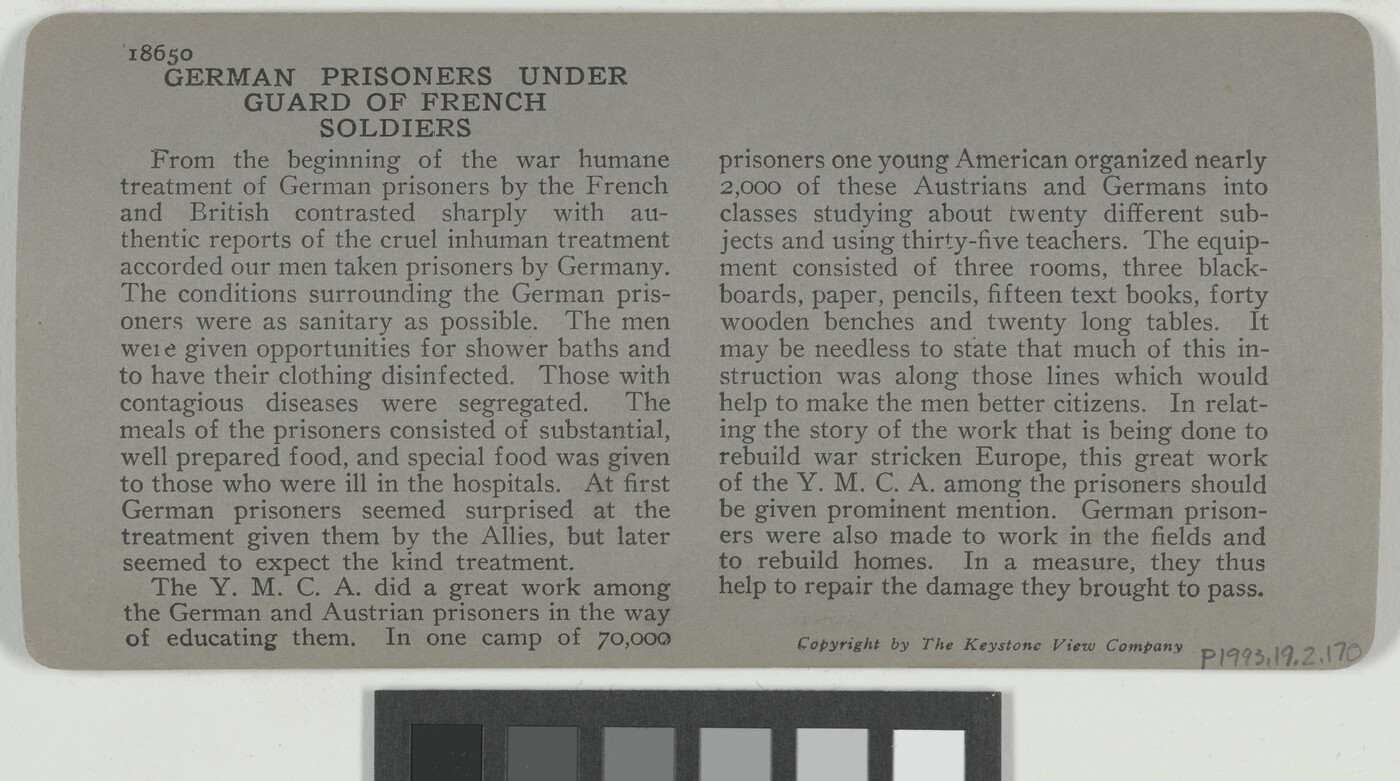 18650
GERMAN PRISONERS UNDER
GUARD OF FRENCH
SOLDIERS
From the beginning of the war humane
treatment of German prisoners by the French
and British contrasted sharply with au-
thentic reports of the cruel inhuman treatment
accorded our men taken prisoners by Germany.
The conditions surrounding the German pris-
oners were as sanitary as possible. The men
were given opportunities for shower baths and
to have their clothing disinfected. Those with
contagious diseases were segregated. The
meals of the prisoners consisted of substantial,
well prepared food, and special food was given
to those who were ill in the hospitals. At first
German prisoners seemed surprised at the
treatment given them by the Allies, but later
seemed to expect the kind treatment.
The Y. M. C. A. did a great work among
the German and Austrian prisoners in the way
of educating them. In one camp of 70,000
prisoners one young American organized nearly
2,000 of these Austrians and Germans into
classes studying about twenty different sub-
jects and using thirty-five teachers. The equip-
ment consisted of three rooms, three black-
boards, paper, pencils, fifteen text books, forty
wooden benches and twenty long tables. It
may be needless to state that much of this in-
struction was along those lines which would
help to make the men better citizens. In relat-
ing the story of the work that is being done to
rebuild war stricken Europe, this great work
of the Y. M. C. A. among the prisoners should
be given prominent mention. German prison-
ers were also made to work in the fields and
to rebuild homes. In a measure, they thus
help to repair the damage they brought to pass.
Copyright by The Keystone View Company
P1993.19.2.170